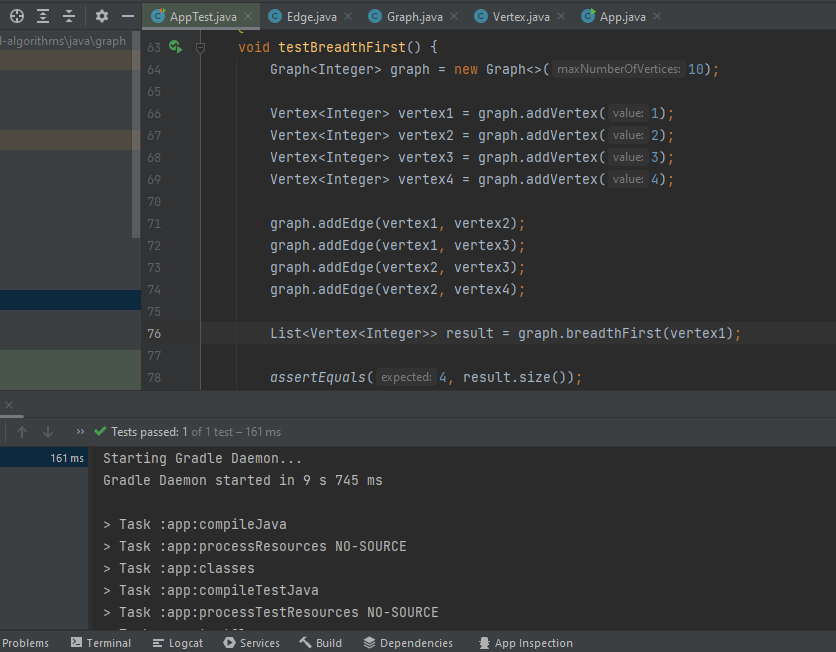 AppTest.java Edge.java Graph.java Vertex.java App.java
l-algorithms\java\graph
63 void testBreadthFirst() {
64 Graph<Integer> graph = new Graph<>( maxNumberOfVertices: 10);
65
66 Vertex<Integer> vertex1 = graph.addVertex( value: 1);
67 Vertex<Integer> vertex2 = graph.addVertex( value: 2);
68 Vertex<Integer> vertex3 = graph.addVertex( value: 3);
69 Vertex<Integer> vertex4 = graph.addVertex( value: 4);
70
71 graph.addEdge(vertex1, vertex2);
72 graph.addEdge(vertex1, vertex3);
73 graph.addEdge(vertex2, vertex3);
74 graph.addEdge(vertex2, vertex4);
75
76 List<Vertex<Integer>> result = graph.breadthFirst(vertex1);
77
78 assertEquals( expected: 4, result.size());
Tests passed: 1 of 1 test – 161 ms
161 ms
Starting Gradle Daemon...
Gradle Daemon started in 9 s 745 ms
> Task :app:compileJava
> Task :app:processResources NO-SOURCE
> Task :app:classes
> Task :app:compileTestJava
> Task :app:processTestResources NO-SOURCE
Problems Terminal Logcat Services Build Dependencies App Inspection